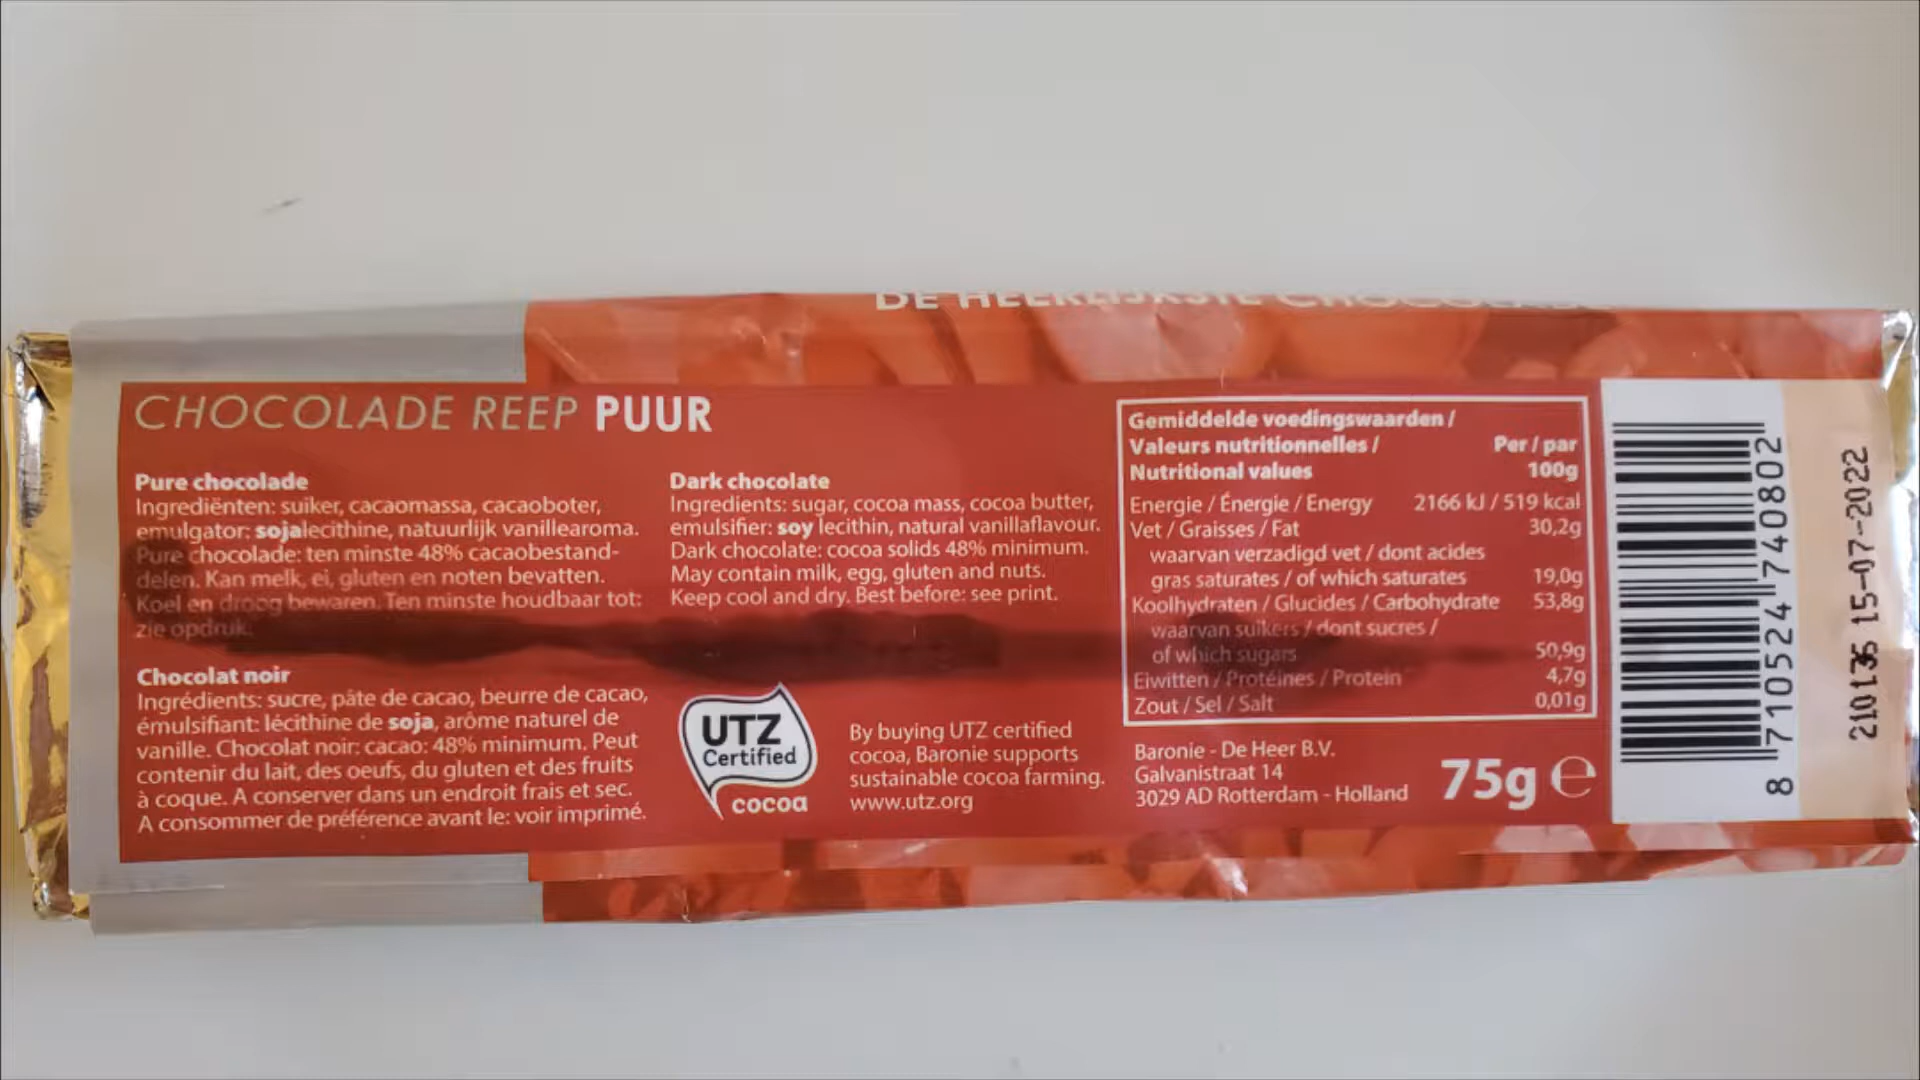 CHOCOLADE REEP PUUR
Pure chocolade
Ingrediënten: suiker, cacaomassa, cacaoboter,
emulgator: sojalecithine, natuurlijk vanillearoma.
Pure chocolade: ten minste 48% cacaobestand-
delen. Kan melk, ei, gluten en noten bevatten.
Koel en droog bewaren. Ten minste houdbaar tot:
zie opdruk.
Chocolat noir
Ingrédients: sucre, pâte de cacao, beurre de cacao,
émulsifiant: lécithine de soja, arôme naturel de
vanille. Chocolat noir: cacao: 48% minimum. Peut
contenir du lait, des oeufs, du gluten et des fruits
à coque. A conserver dans un endroit frais et sec.
A consommer de préférence avant le: voir imprimé.
Dark chocolate
Ingredients: sugar, cocoa mass, cocoa butter,
emulsifier: soy lecithin, natural vanillaflavour.
Dark chocolate: cocoa solids 48% minimum.
May contain milk, egg, gluten and nuts.
Keep cool and dry. Best before: see print.
UTZ
Certified
cocoa
By buying UTZ certified
cocoa, Baronie supports
sustainable cocoa farming.
www.utz.org
Gemiddelde voedingswaarden /
Valeurs nutritionnelles / Per / par
Nutritional values 100g
Energie / Énergie / Energy 2166 kJ / 519 kcal
Vet / Graisses / Fat 30,2g
waarvan verzadigd vet / dont acides
gras saturates / of which saturates 19,0g
Koolhydraten / Glucides / Carbohydrate 53,8g
waarvan suikers / dont sucres /
of which sugars 50,9g
Eiwitten / Protéines / Protein 4,7g
Zout / Sel / Salt 0,01g
Baronie - De Heer B.V.
Galvanistraat 14
3029 AD Rotterdam - Holland
75g e
8 710524 740802
210136 15-07-2022